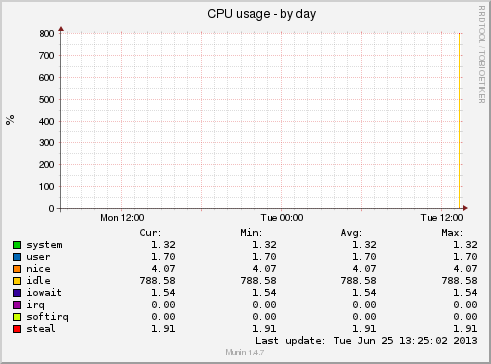 CPU usage - by day
RRDTOOL / TOBI OETIKER
%
800
700
600
500
400
300
200
100
0
Mon 12:00 Tue 00:00 Tue 12:00
Cur: Min: Avg: Max:
system 1.32 1.32 1.32 1.32
user 1.70 1.70 1.70 1.70
nice 4.07 4.07 4.07 4.07
idle 788.58 788.58 788.58 788.58
iowait 1.54 1.54 1.54 1.54
irq 0.00 0.00 0.00 0.00
softirq 0.00 0.00 0.00 0.00
steal 1.91 1.91 1.91 1.91
Last update: Tue Jun 25 13:25:02 2013
Munin 1.4.7